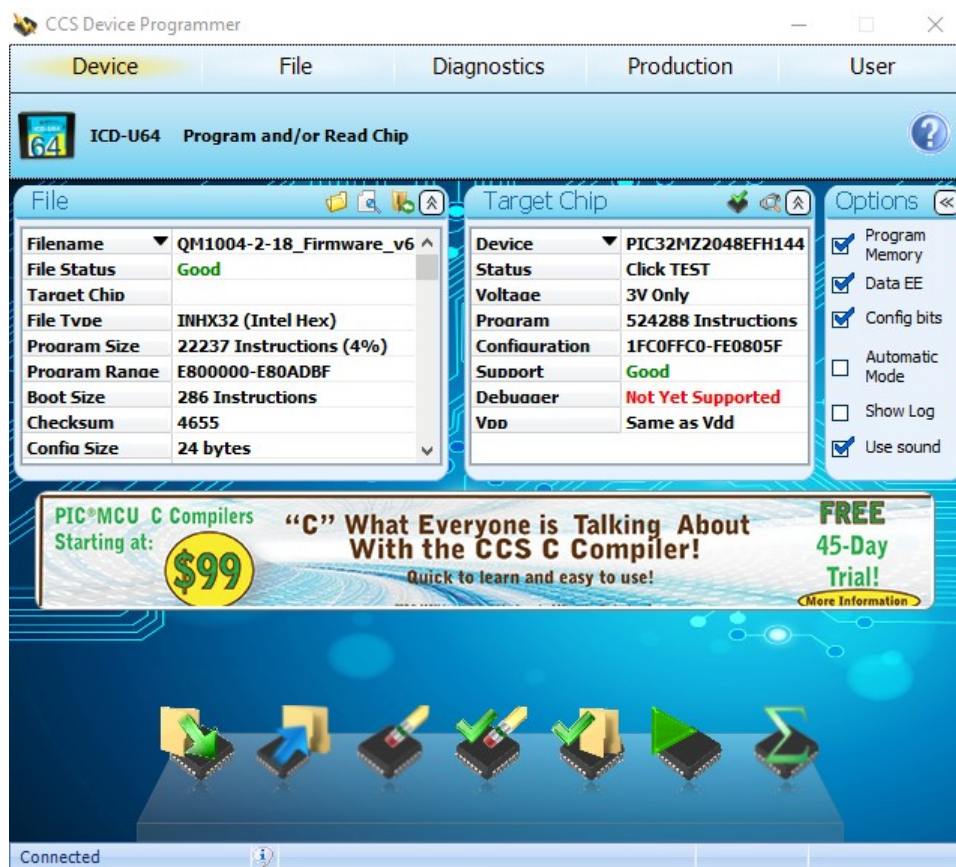 CCS Device Programmer
Device File Diagnostics Production User
ICD-U64 Program and/or Read Chip
64
?
File
Filename QM1004-2-18_Firmware_v6
File Status Good
Target Chip
File Type INHX32 (Intel Hex)
Program Size 22237 Instructions (4%)
Program Range E800000-E80ADBF
Boot Size 286 Instructions
Checksum 4655
Config Size 24 bytes
Target Chip
Device PIC32MZ2048EFH144
Status Click TEST
Voltage 3V Only
Program 524288 Instructions
Configuration 1FC0FFC0-FE0805F
Support Good
Debugger Not Yet Supported
Vpp Same as Vdd
Options
Program
Memory
Data EE
Config bits
Automatic
Mode
Show Log
Use sound
PIC®MCU C Compilers
Starting at:
$99
“C” What Everyone is Talking About
With the CCS C Compiler!
Quick to learn and easy to use!
FREE
45-Day
Trial!
More Information
Σ
Connected